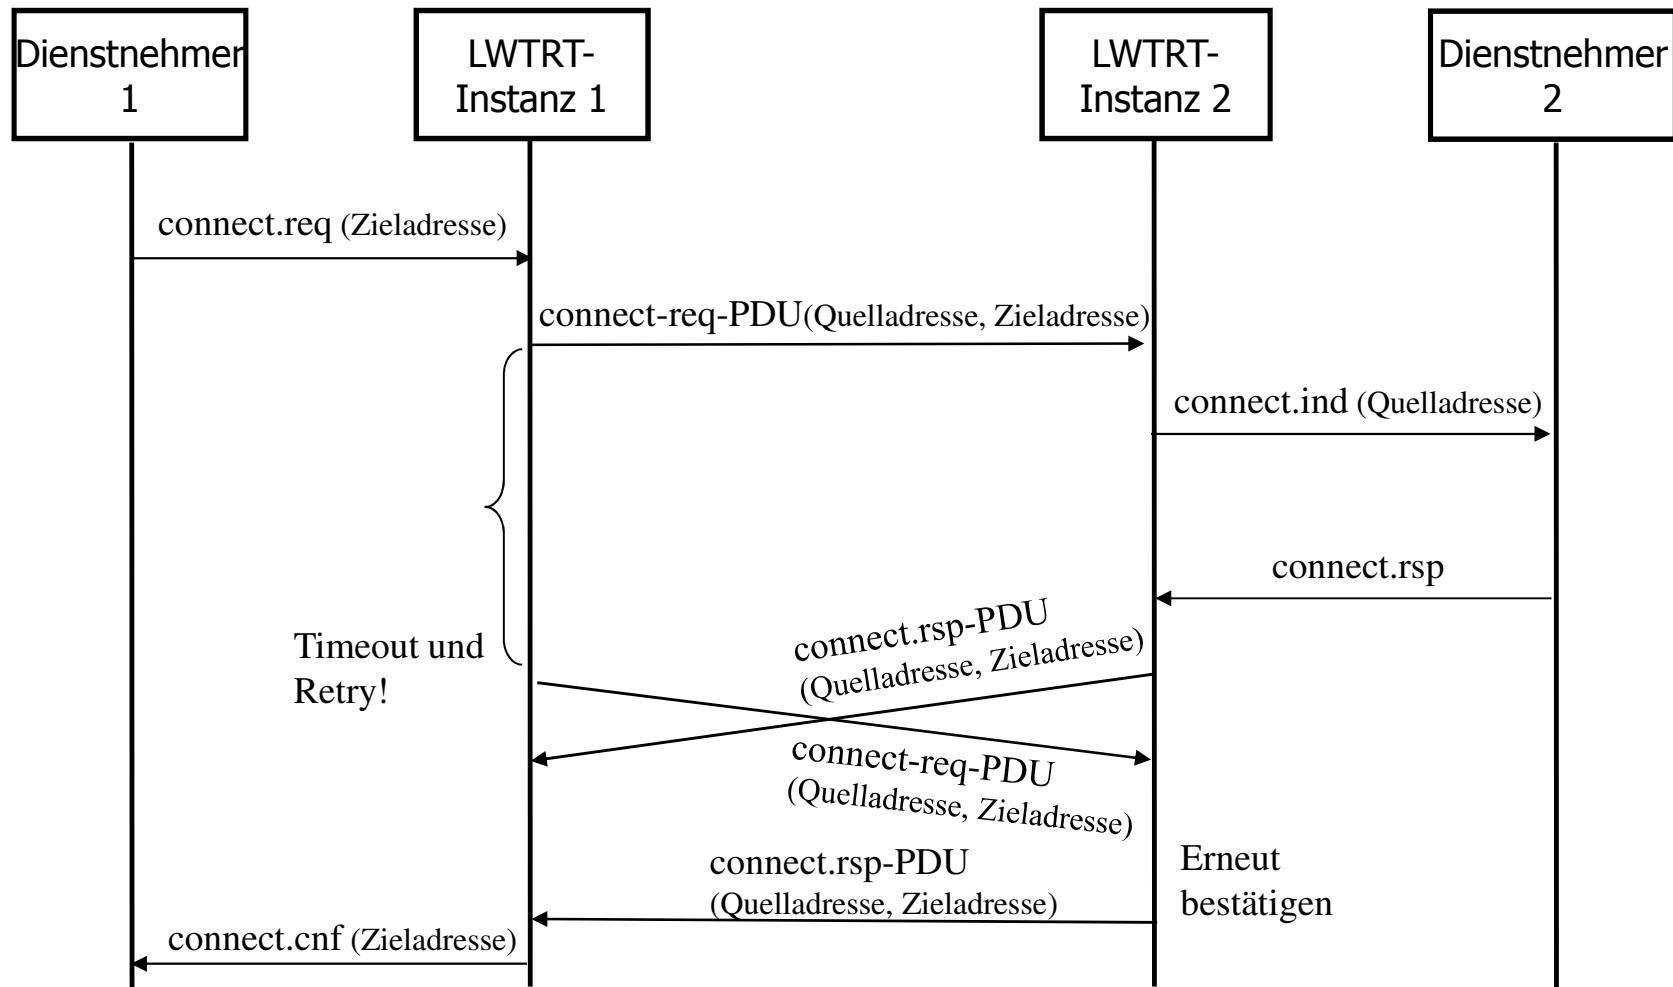 Dienstnehmer
1
LWTRT-
Instanz 1
LWTRT-
Instanz 2
Dienstnehmer
2
connect.req (Zieladresse)
connect-req-PDU(Quelladresse, Zieladresse)
connect.ind (Quelladresse)
connect.rsp
Timeout und
Retry!
connect.rsp-PDU
(Quelladresse, Zieladresse)
connect-req-PDU
(Quelladresse, Zieladresse)
connect.rsp-PDU
(Quelladresse, Zieladresse)
Erneut
bestätigen
connect.cnf (Zieladresse)